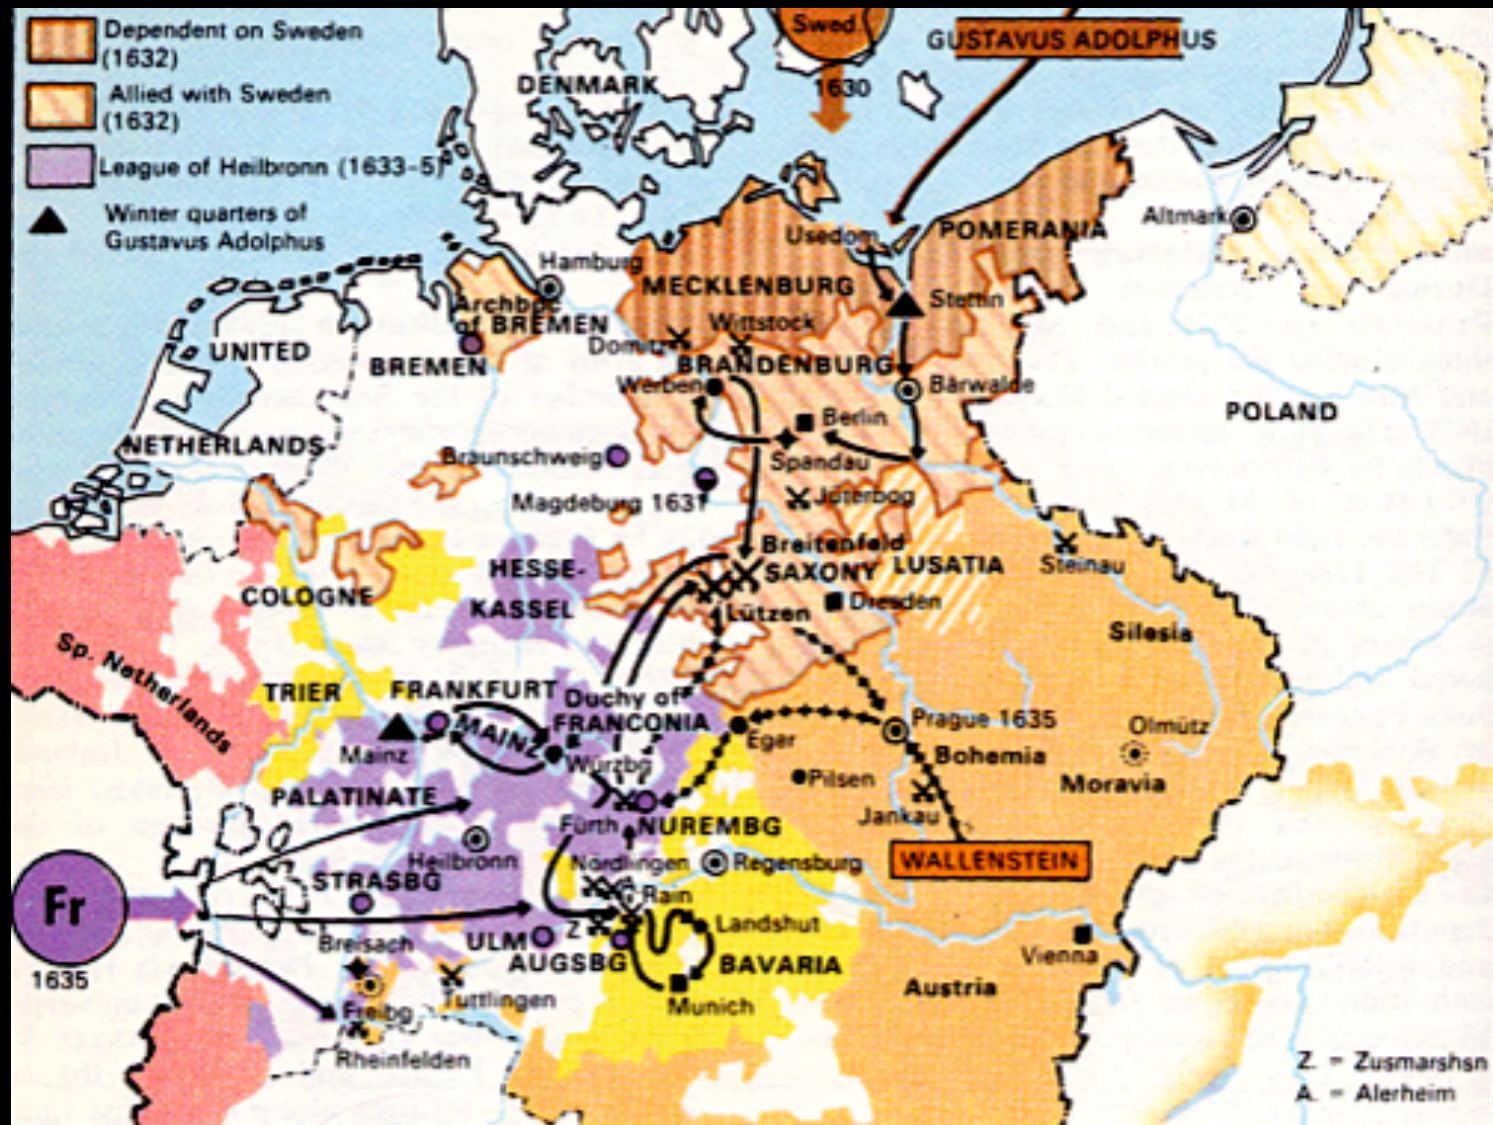 Dependent on Sweden
(1632)
Allied with Sweden
(1632)
League of Heilbronn (1633-5)
Winter quarters of
Gustavus Adolphus
Swed.
1630
GUSTAVUS ADOLPHUS
DENMARK
Altmark
POMERANIA
Usedom
Hamburg
MECKLENBURG
Stettin
Archbpc
of BREMEN
Wittstock
Domitz
UNITED
NETHERLANDS
BREMEN
BRANDENBURG
Werben
Bärwalde
POLAND
Berlin
Braunschweig
Spandau
Magdeburg 1631
Jüterbog
Breitenfeld
HESSE-
KASSEL
SAXONY
LUSATIA
Steinau
COLOGNE
Dresden
Lützen
Silesia
Sp. Netherlands
TRIER
FRANKFURT
Duchy of
FRANCONIA
Prague 1635
Olmütz
Mainz
MAINZ
Eger
Würzbg
Bohemia
Pilsen
Moravia
PALATINATE
Jankau
Fürth
NUREMBG
Heilbronn
Nördlingen
Regensburg
WALLENSTEIN
STRASBG
Rain
Fr
1635
Landshut
Breisach
ULM
Z
Vienna
AUGSBG
BAVARIA
Austria
Freibg
Tuttlingen
Munich
Rheinfelden
Z. = Zusmarshsn
A. = Alerheim